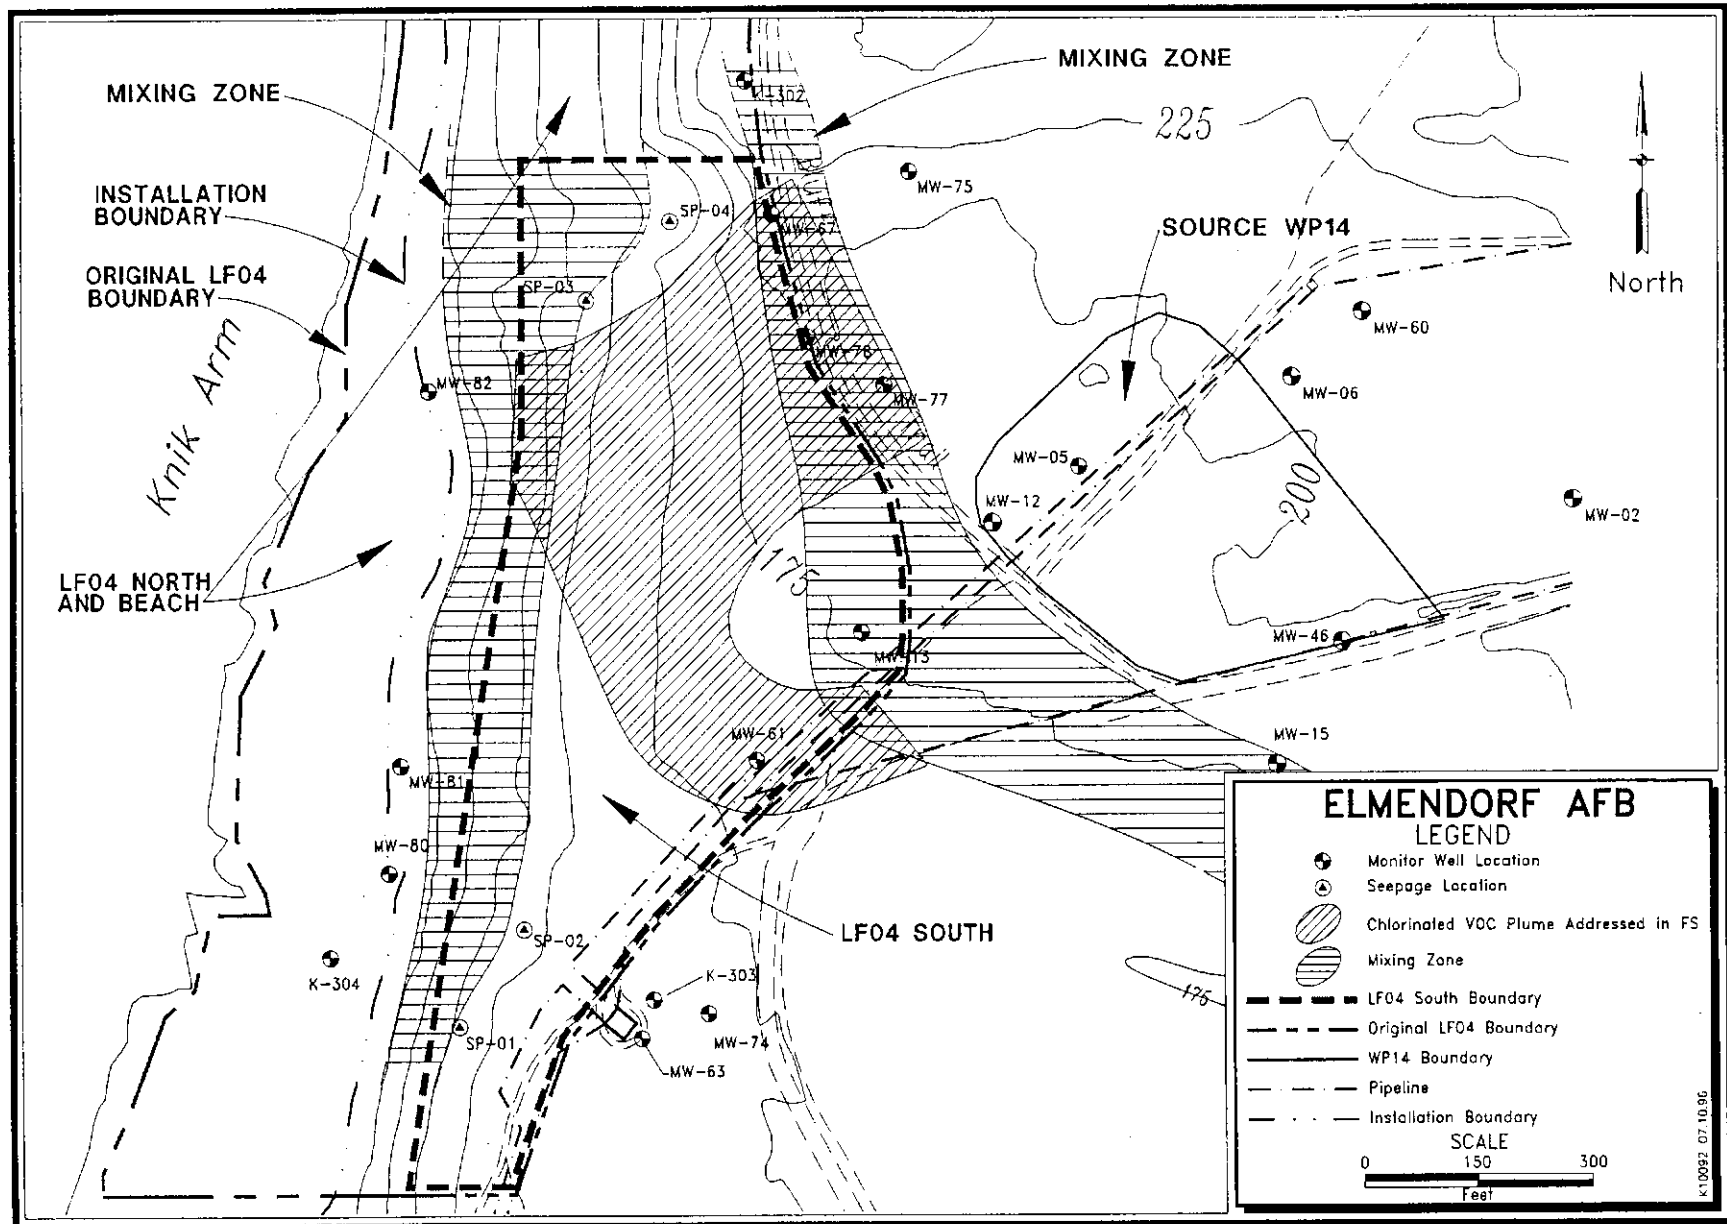 MIXING ZONE
MIXING ZONE
K-302
225
INSTALLATION
BOUNDARY
MW-75
SP-04
MW-67
SOURCE WP14
ORIGINAL LF04
BOUNDARY
SP-03
North
Knik Arm
MW-60
MW-78
MW-82
MW-77
MW-06
MW-05
MW-12
200
MW-02
175
LF04 NORTH
AND BEACH
MW-46
MW-13
MW-61
MW-15
MW-81
MW-80
LF04 SOUTH
SP-02
K-304
K-303
175
SP-01
MW-74
MW-63
ELMENDORF AFB
LEGEND
Monitor Well Location
Seepage Location
Chlorinated VOC Plume Addressed in FS
Mixing Zone
LF04 South Boundary
Original LF04 Boundary
WP14 Boundary
Pipeline
Installation Boundary
SCALE
0 150 300
Feet
K10092 07.10.96